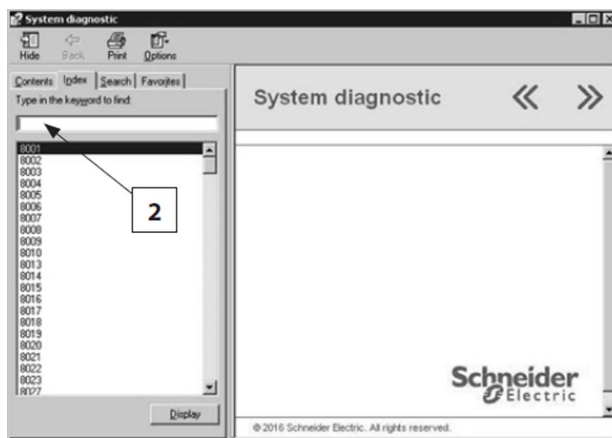 System diagnostic
Hide Back Print Options
Contents Index Search Favorites
Type in the keyword to find:
8001
8002
8003
8004
8005
8006
8007
8008
8009
8010
8013
8014
8015
8016
8017
8018
8019
8020
8021
8022
8023
8027
Display
2
System diagnostic
Schneider
Electric
© 2016 Schneider Electric. All rights reserved.